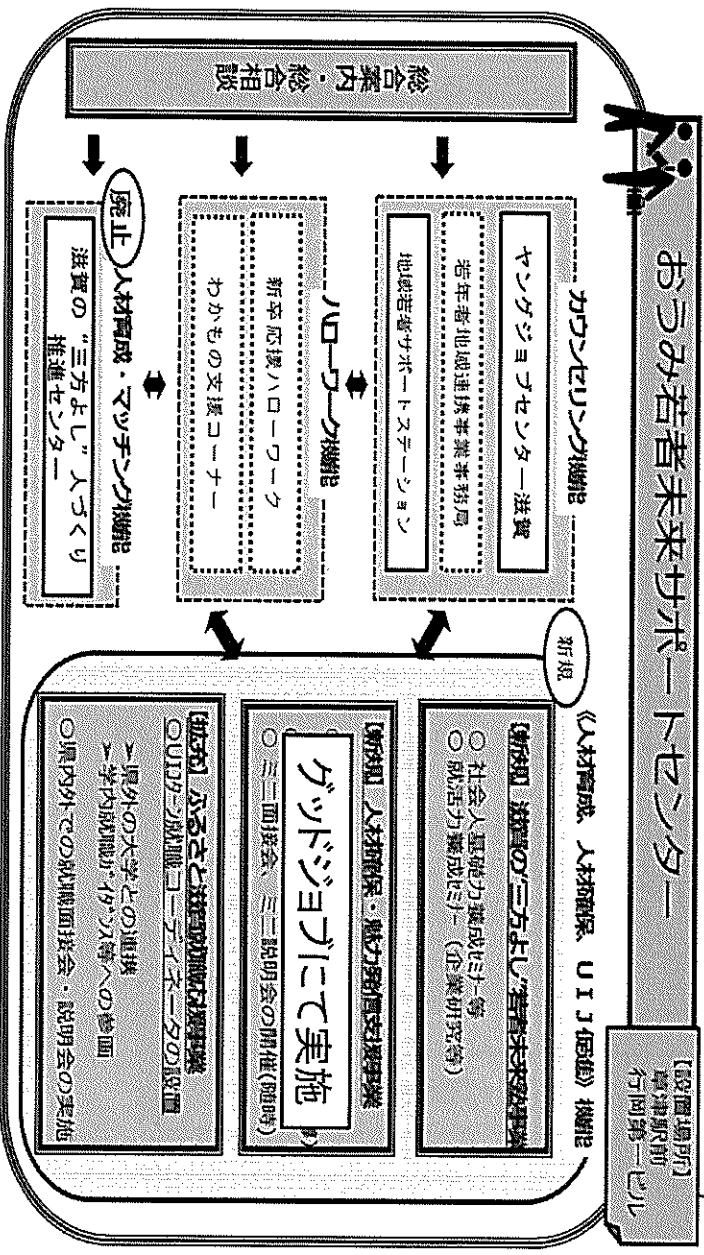 おうみ若者未来サポートセンター
【設置場所】
草津駅前
行岡第一ビル
総合案内・総合相談
カウンセリング機能
ヤングジョブセンター滋賀
若年者地域連携事業事務局
地域若者サポートステーション
ハローワーク機能
新卒応援ハローワーク
わかもの支援コーナー
廃止
人材育成・マッチング機能
滋賀の“三方よし”人づくり
推進センター
新規
《人材育成、人材確保、UIJ促進》機能
【新規】滋賀の“三方よし”若者未来塾事業
○ 社会人基礎力養成セミナー等
○ 就活力養成セミナー（企業研究等）
【新規】人材確保・魅力発信支援事業
グッドジョブにて実施
○ ミニ面接会、ミニ説明会の開催(随時)
【拡充】ふるさと滋賀就職応援事業
○UIJターン就職コーディネータの設置
➢県外の大学との連携
➢学内就職ガイダンス等への参画
○県内外での就職面接会・説明会の実施